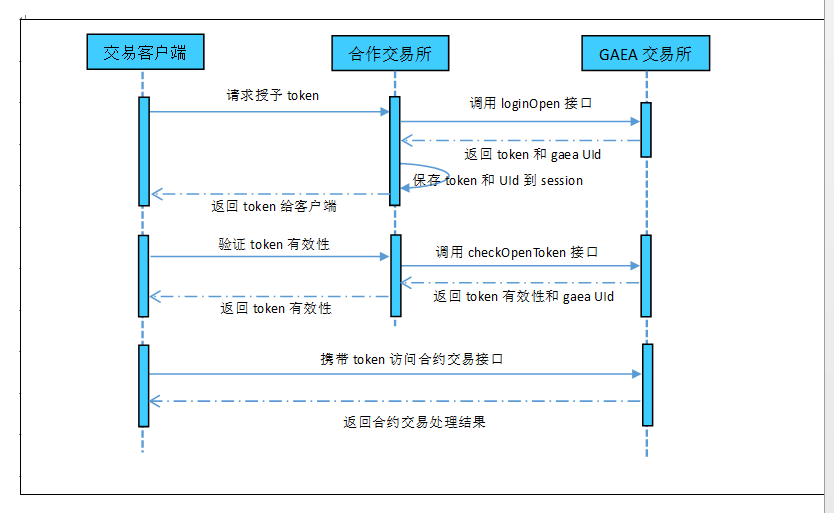 交易客户端
合作交易所
GAEA 交易所
请求授予 token
调用 loginOpen 接口
返回 token 和 gaea UId
保存 token 和 UId 到 session
返回 token 给客户端
验证 token 有效性
调用 checkOpenToken 接口
返回 token 有效性和 gaea UId
返回 token 有效性
携带 token 访问合约交易接口
返回合约交易处理结果